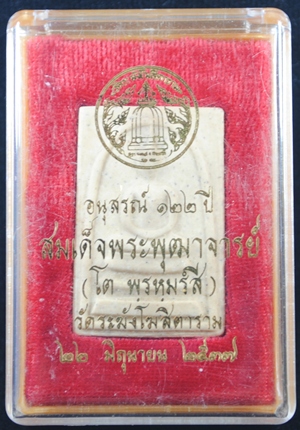 อนุสรณ์ ๑๒๒ ปี
สมเด็จพระพุฒาจารย์
(โต พรหมรํสี)
วัดระฆังโฆสิตาราม
๒๒ มิถุนายน ๒๕๓๗